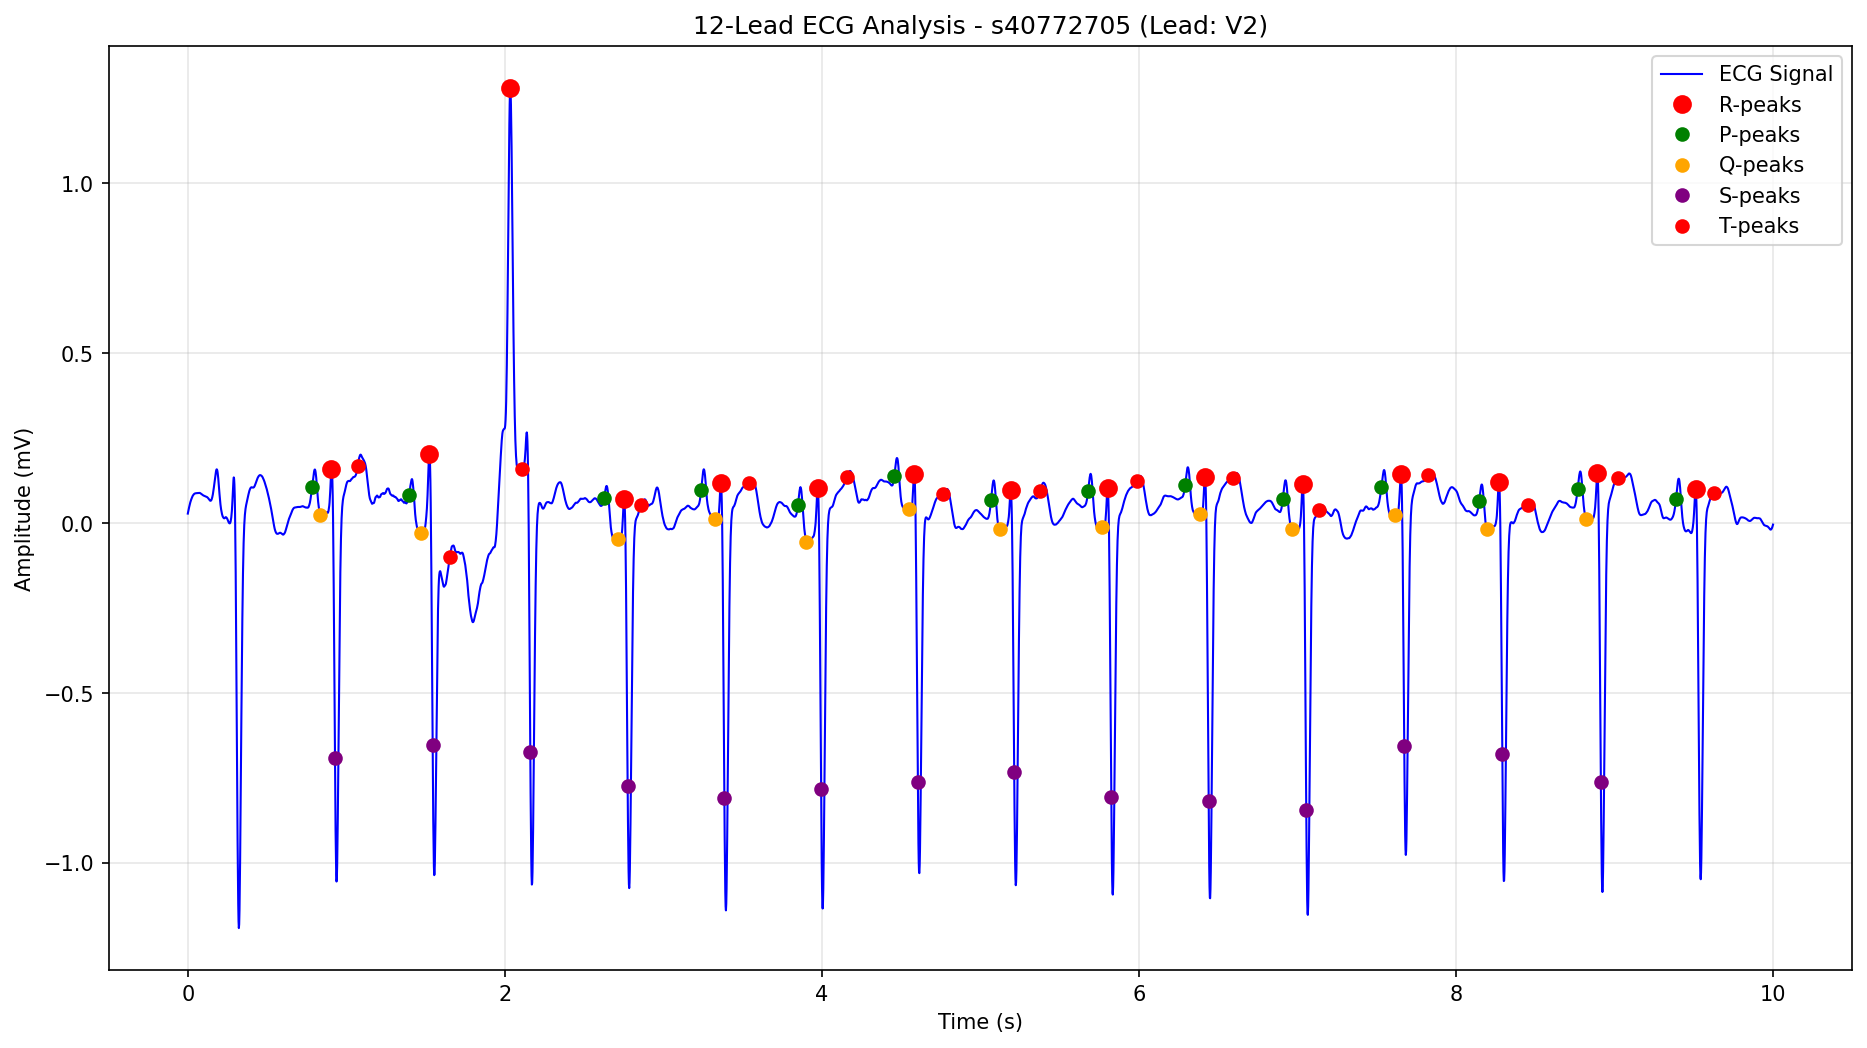 12-Lead ECG Analysis - s40772705 (Lead: V2)
ECG Signal
R-peaks
P-peaks
Q-peaks
S-peaks
T-peaks
Amplitude (mV)
1.0
0.5
0.0
−0.5
−1.0
0 2 4 6 8 10
Time (s)